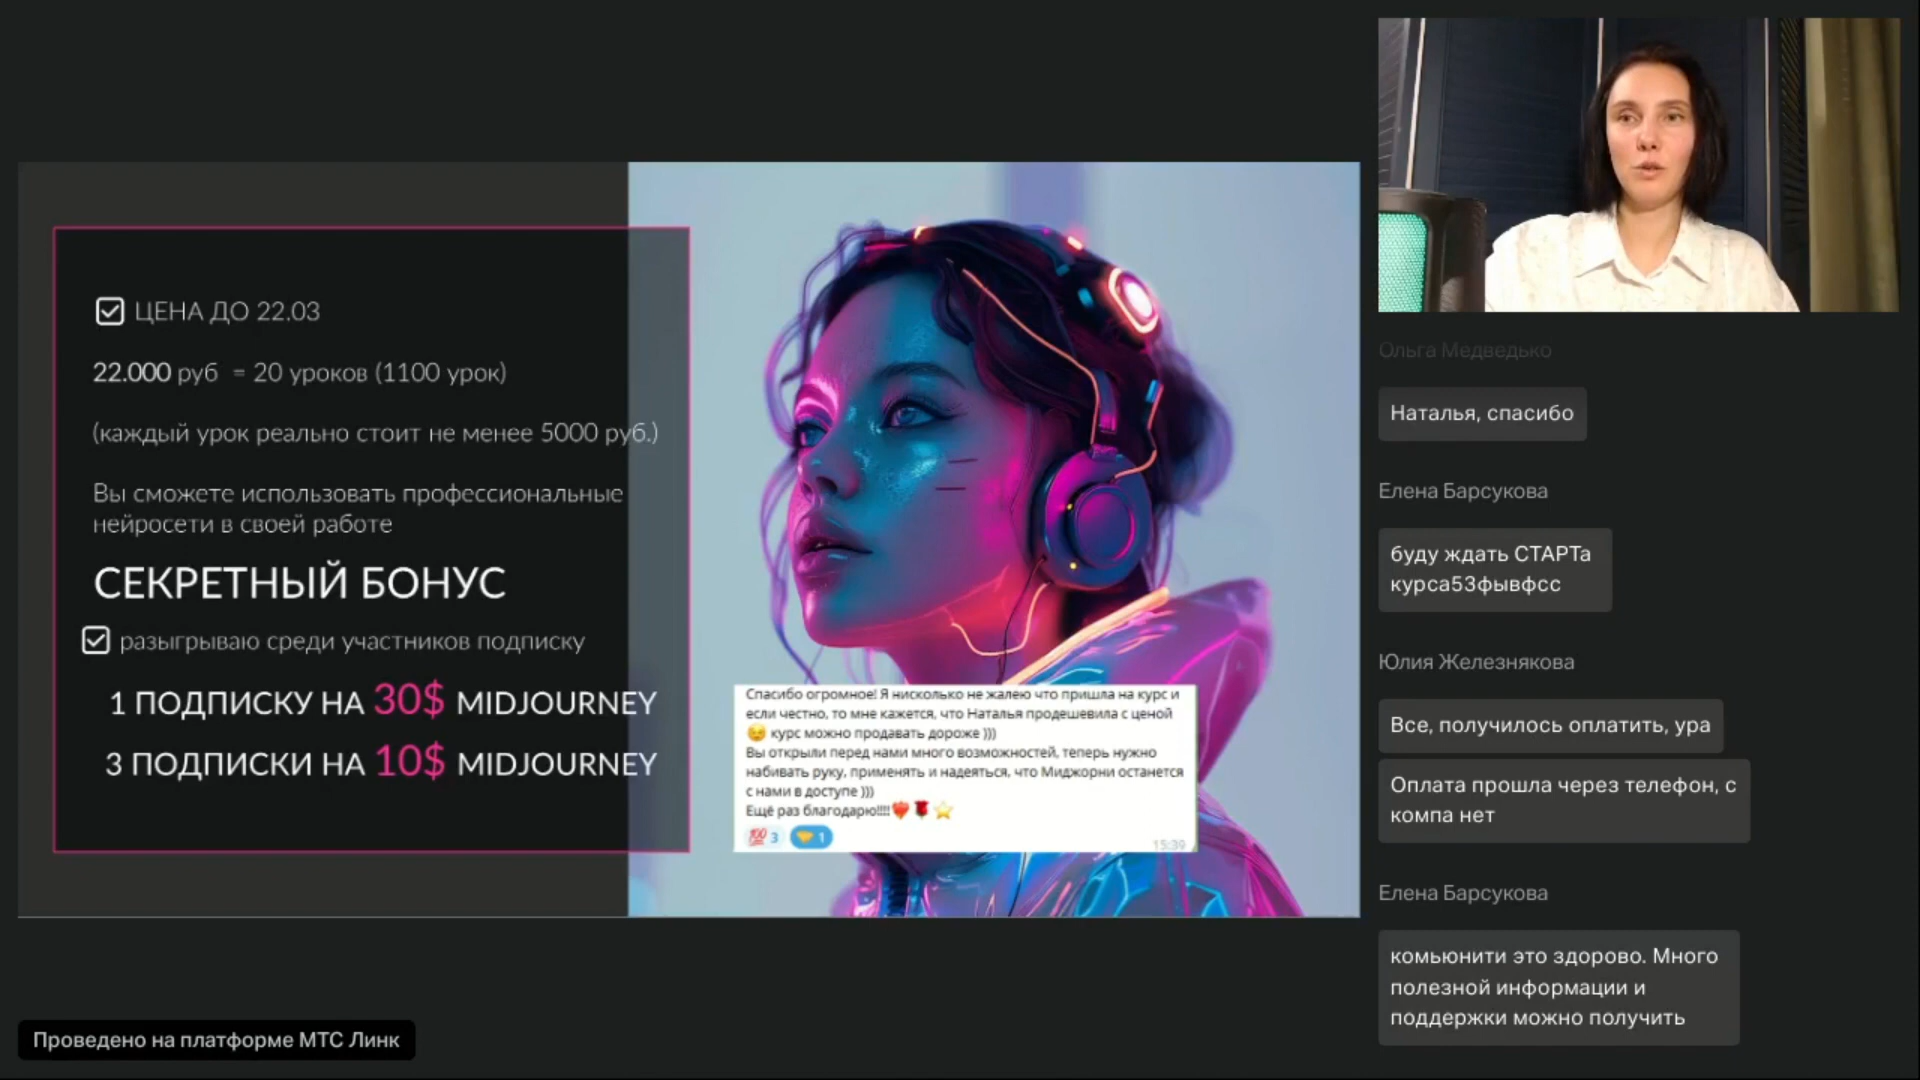 ЦЕНА ДО 22.03
22.000 руб = 20 уроков (1100 урок)
(каждый урок реально стоит не менее 5000 руб.)
Вы сможете использовать профессиональные
нейросети в своей работе
СЕКРЕТНЫЙ БОНУС
разыгрываю среди участников подписку
1 ПОДПИСКУ НА 30$ MIDJOURNEY
3 ПОДПИСКИ НА 10$ MIDJOURNEY
Спасибо огромное! Я нисколько не жалею что пришла на курс и
если честно, то мне кажется, что Наталья продешевила с ценой
😉 курс можно продавать дороже )))
Вы открыли перед нами много возможностей, теперь нужно
набивать руку, применять и надеяться, что Миджорни останется
с нами в доступе )))
Ещё раз благодарю!!!!❤️‍🔥🌹⭐
💯 3 🤝 1
15:39
Ольга Медведько
Наталья, спасибо
Елена Барсукова
буду ждать СТАРТа
курса53фывфсс
Юлия Железнякова
Все, получилось оплатить, ура
Оплата прошла через телефон, с
компа нет
Елена Барсукова
комьюнити это здорово. Много
полезной информации и
поддержки можно получить
Проведено на платформе МТС Линк